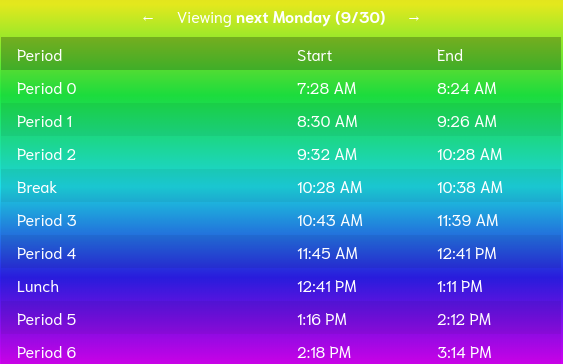 ← Viewing next Monday (9/30) →
Period Start End
Period 0 7:28 AM 8:24 AM
Period 1 8:30 AM 9:26 AM
Period 2 9:32 AM 10:28 AM
Break 10:28 AM 10:38 AM
Period 3 10:43 AM 11:39 AM
Period 4 11:45 AM 12:41 PM
Lunch 12:41 PM 1:11 PM
Period 5 1:16 PM 2:12 PM
Period 6 2:18 PM 3:14 PM